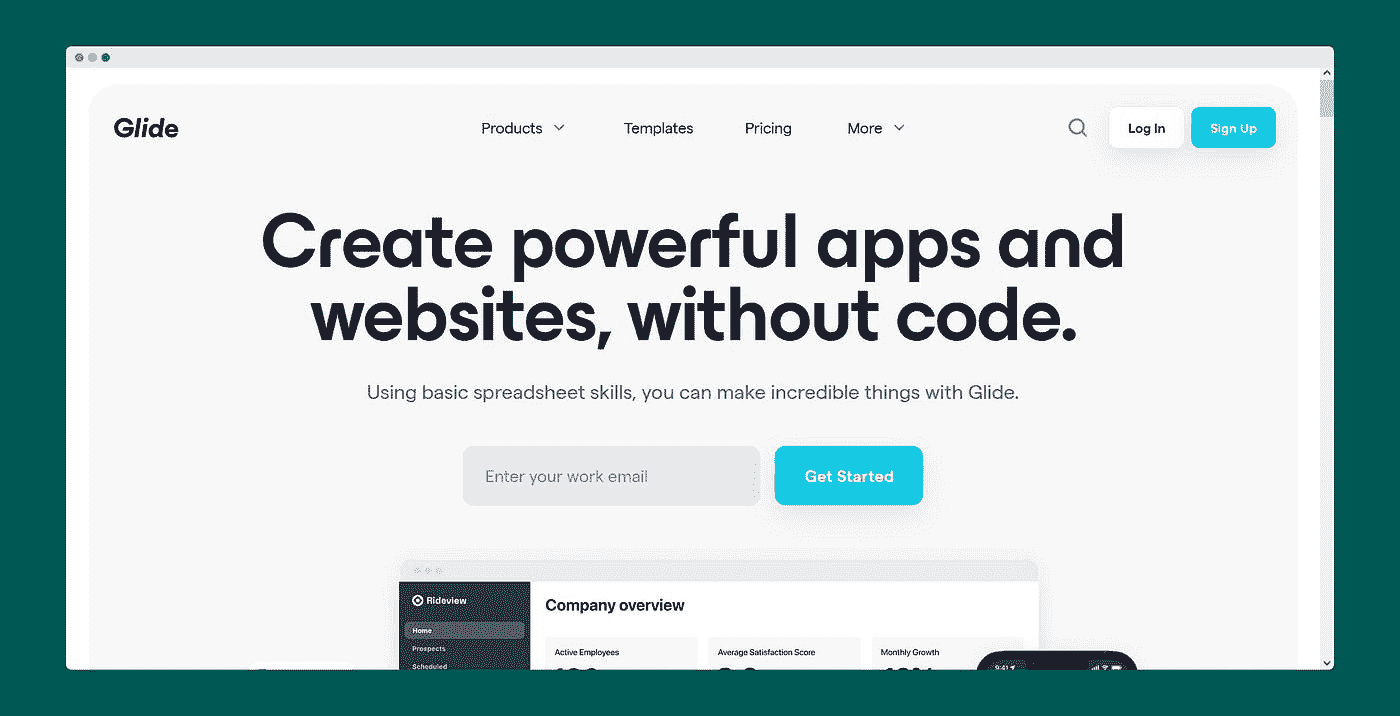 Glide
Products
Templates
Pricing
More
Log In
Sign Up
Create powerful apps and
websites, without code.
Using basic spreadsheet skills, you can make incredible things with Glide.
Enter your work email
Get Started
Rideview
Company overview
Home
Active Employees
Average Satisfaction Score
Monthly Growth
Prospects
Scheduled
9:41